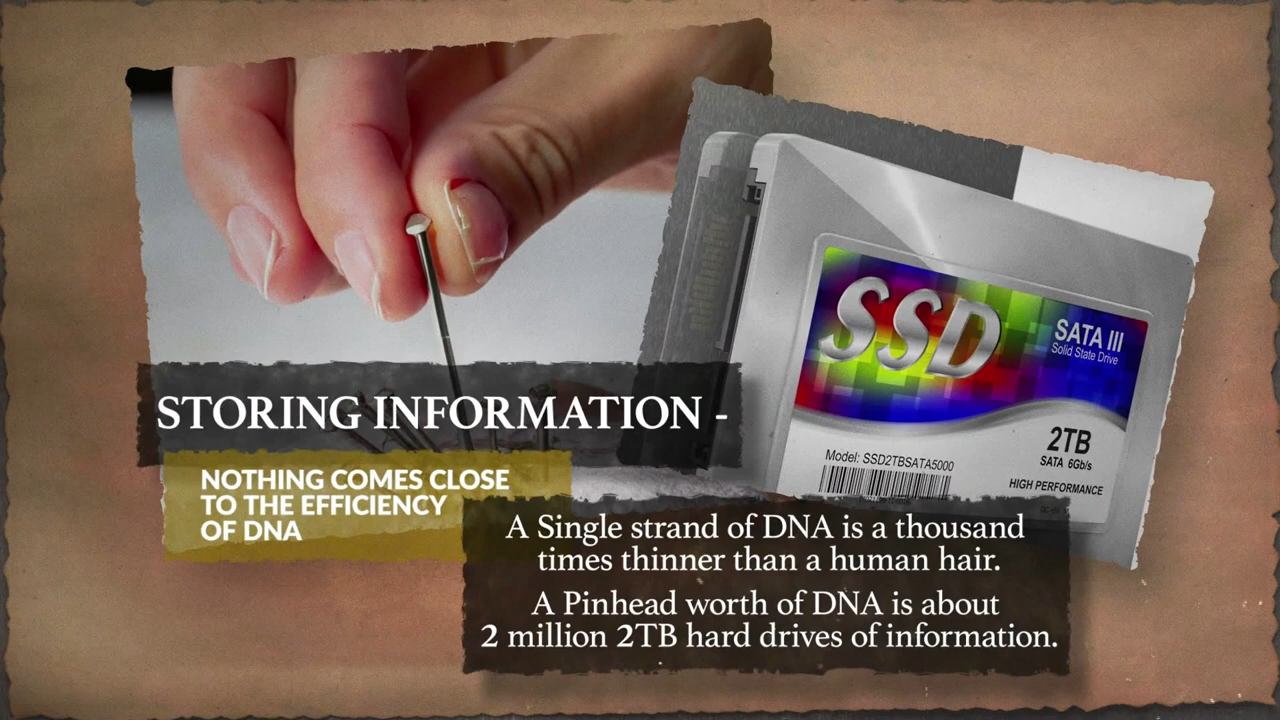 SSD
SATA III
Solid State Drive
2TB
SATA 6Gb/s
Model: SSD2TBSATA5000
HIGH PERFORMANCE
STORING INFORMATION -
NOTHING COMES CLOSE
TO THE EFFICIENCY
OF DNA
A Single strand of DNA is a thousand
times thinner than a human hair.
A Pinhead worth of DNA is about
2 million 2TB hard drives of information.